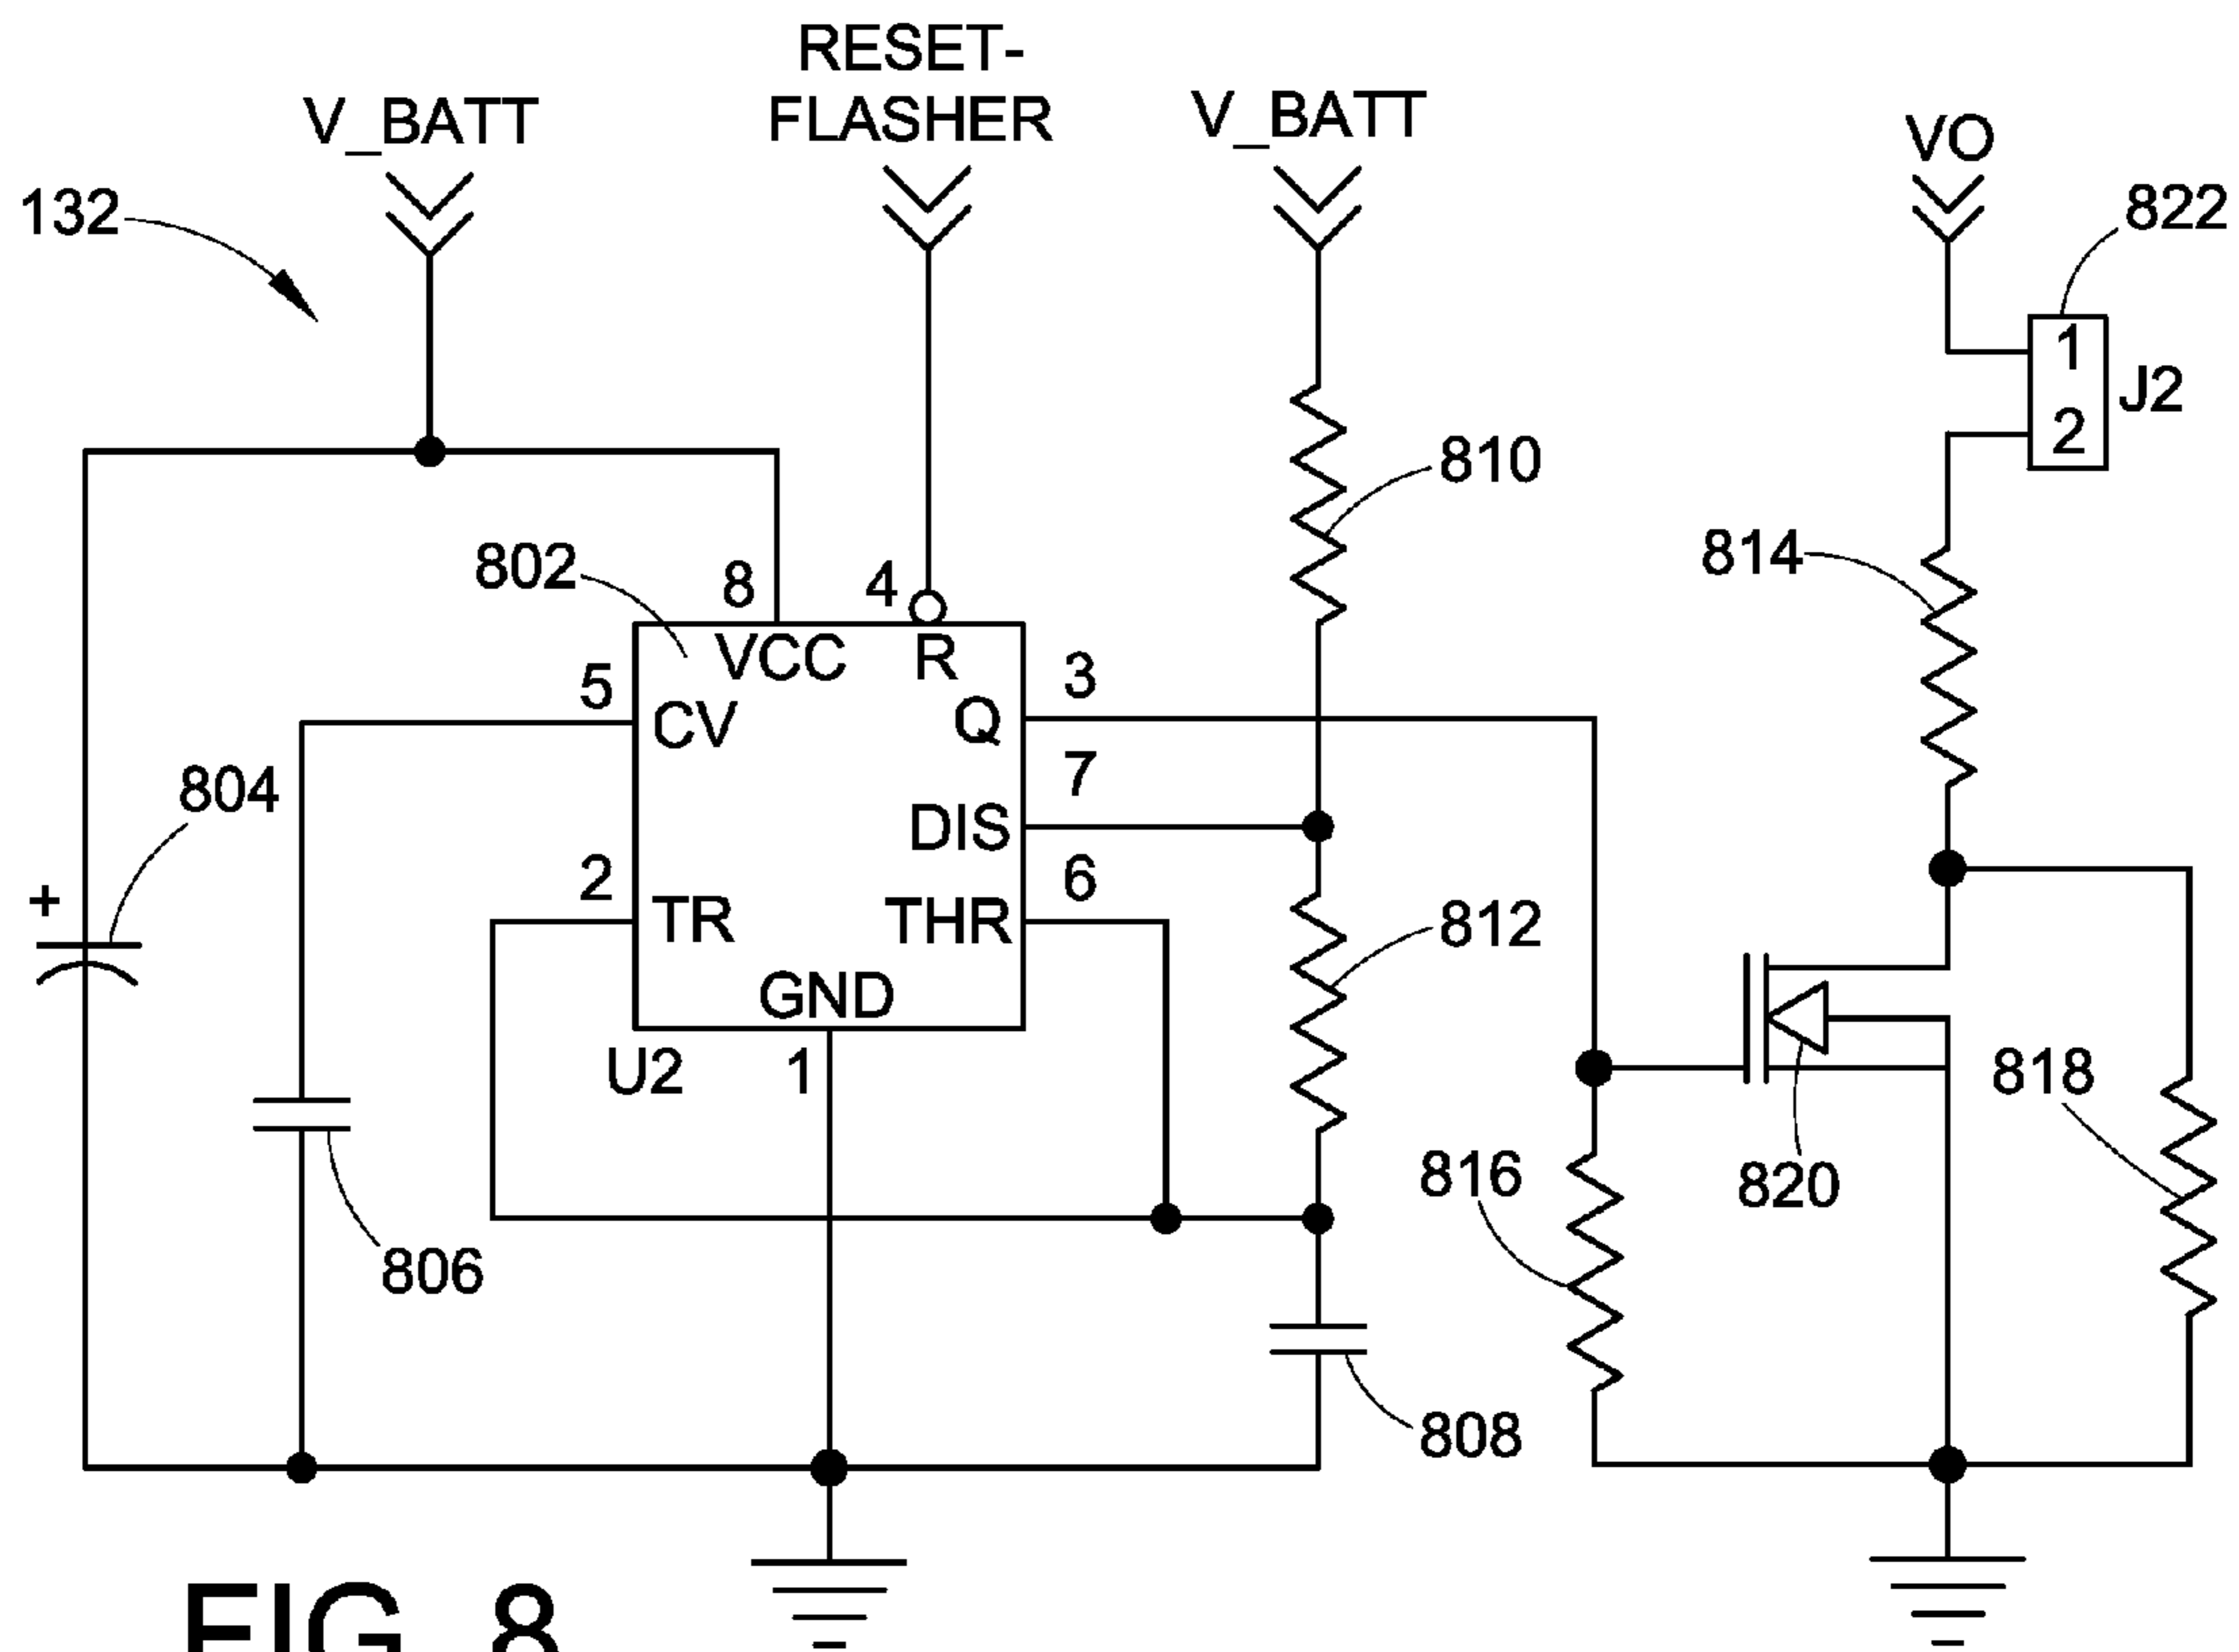 RESET-
FLASHER
V_BATT
V_BATT
VO
132
822
1
J2
2
810
814
802
8
4
VCC
R
5
3
CV
Q
7
804
DIS
2
6
+
TR
THR
812
GND
U2
1
818
816
820
806
808
FIG. 8